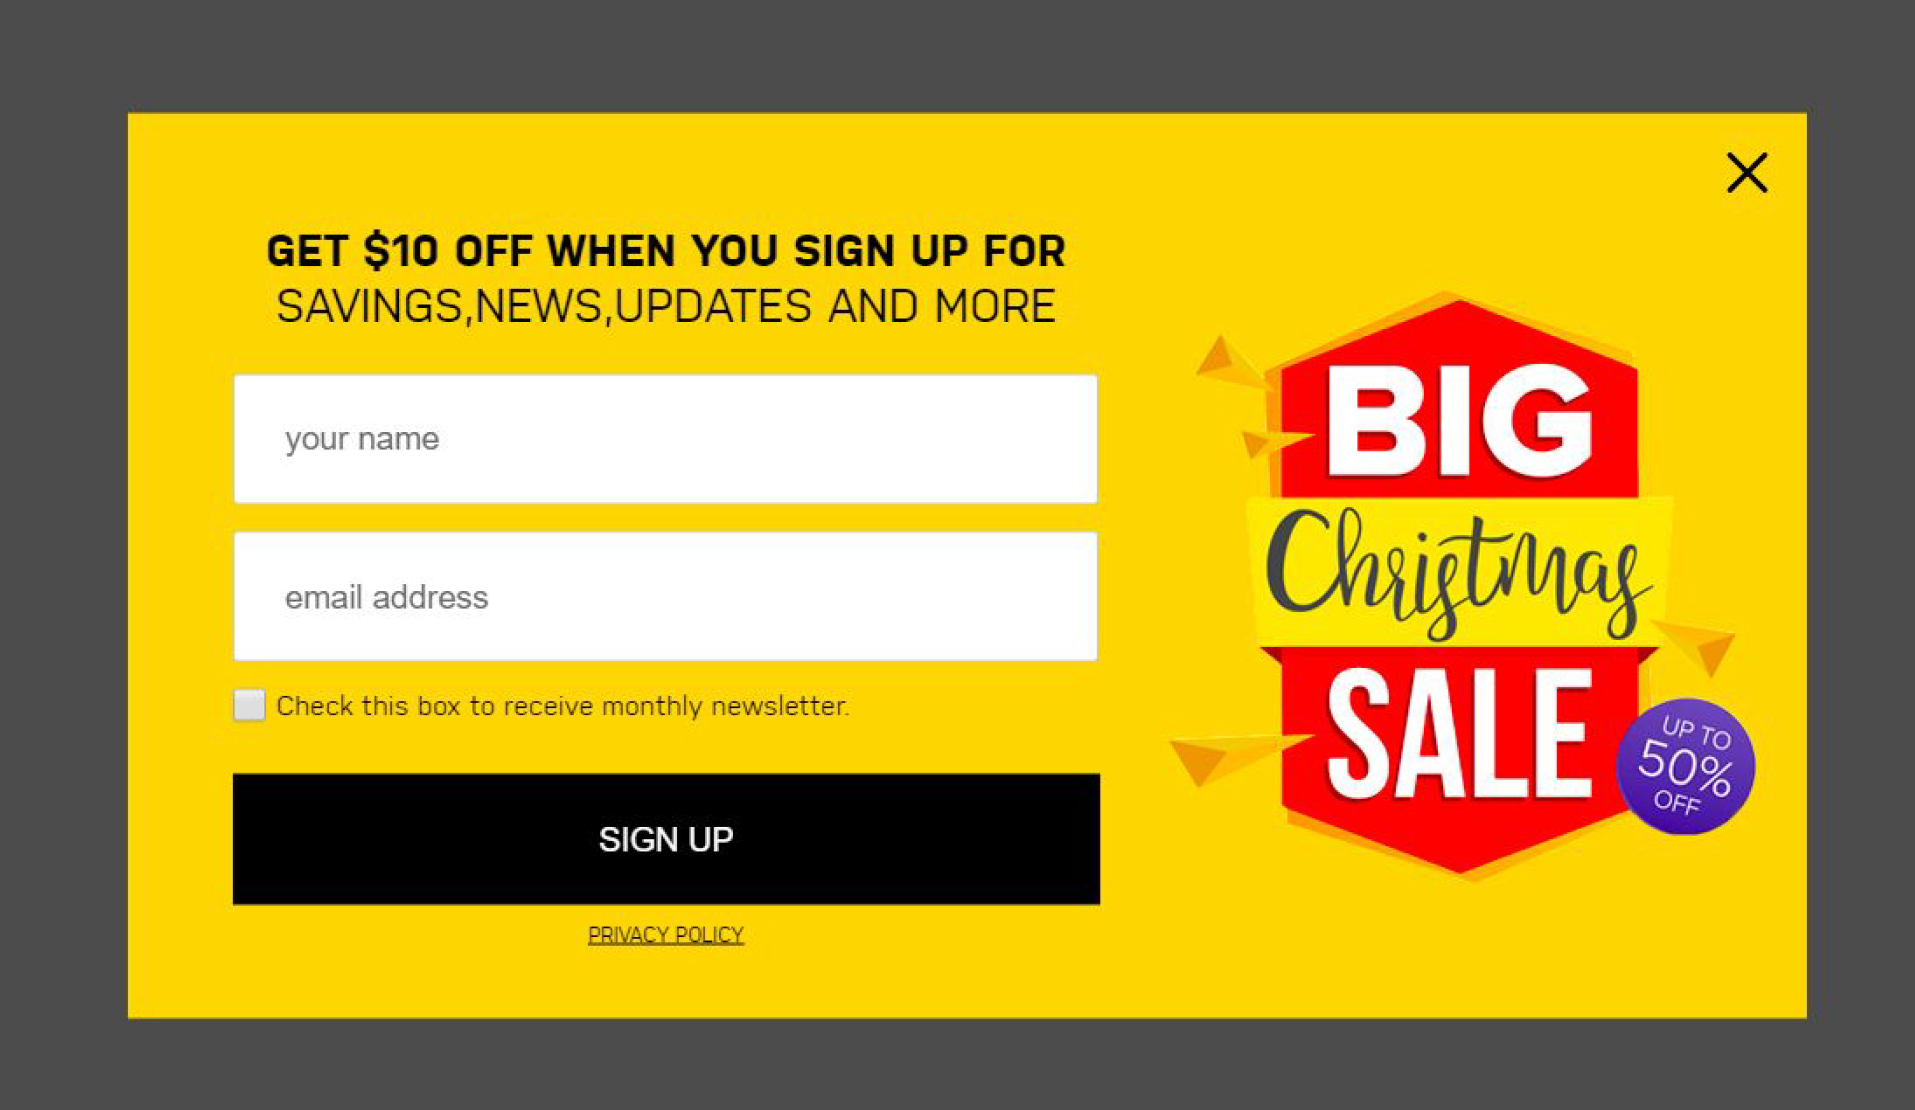 GET $10 OFF WHEN YOU SIGN UP FOR
SAVINGS,NEWS,UPDATES AND MORE
your name
email address
Check this box to receive monthly newsletter.
SIGN UP
PRIVACY POLICY
BIG
Christmas
SALE
UP TO
50%
OFF